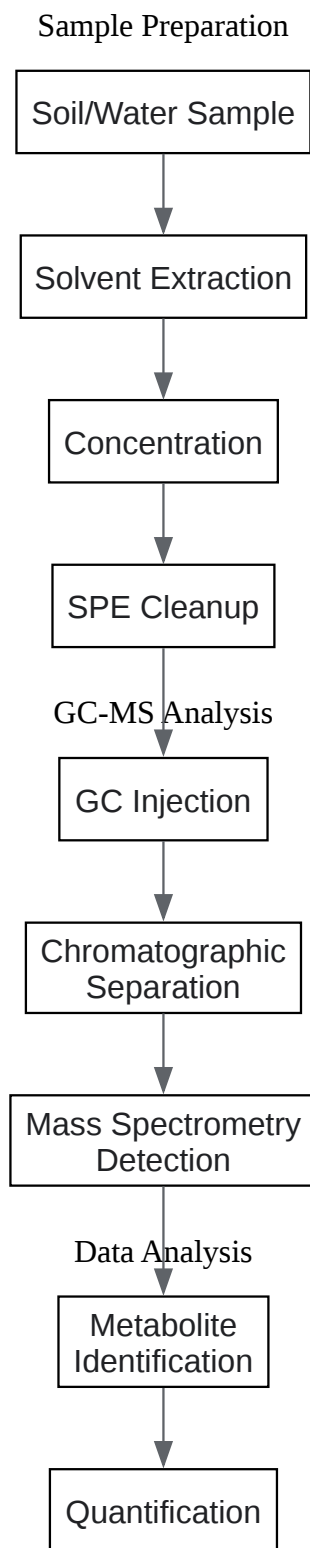 Sample Preparation
Soil/Water Sample
Solvent Extraction
Concentration
SPE Cleanup
GC-MS Analysis
GC Injection
Chromatographic
Separation
Mass Spectrometry
Detection
Data Analysis
Metabolite
Identification
Quantification